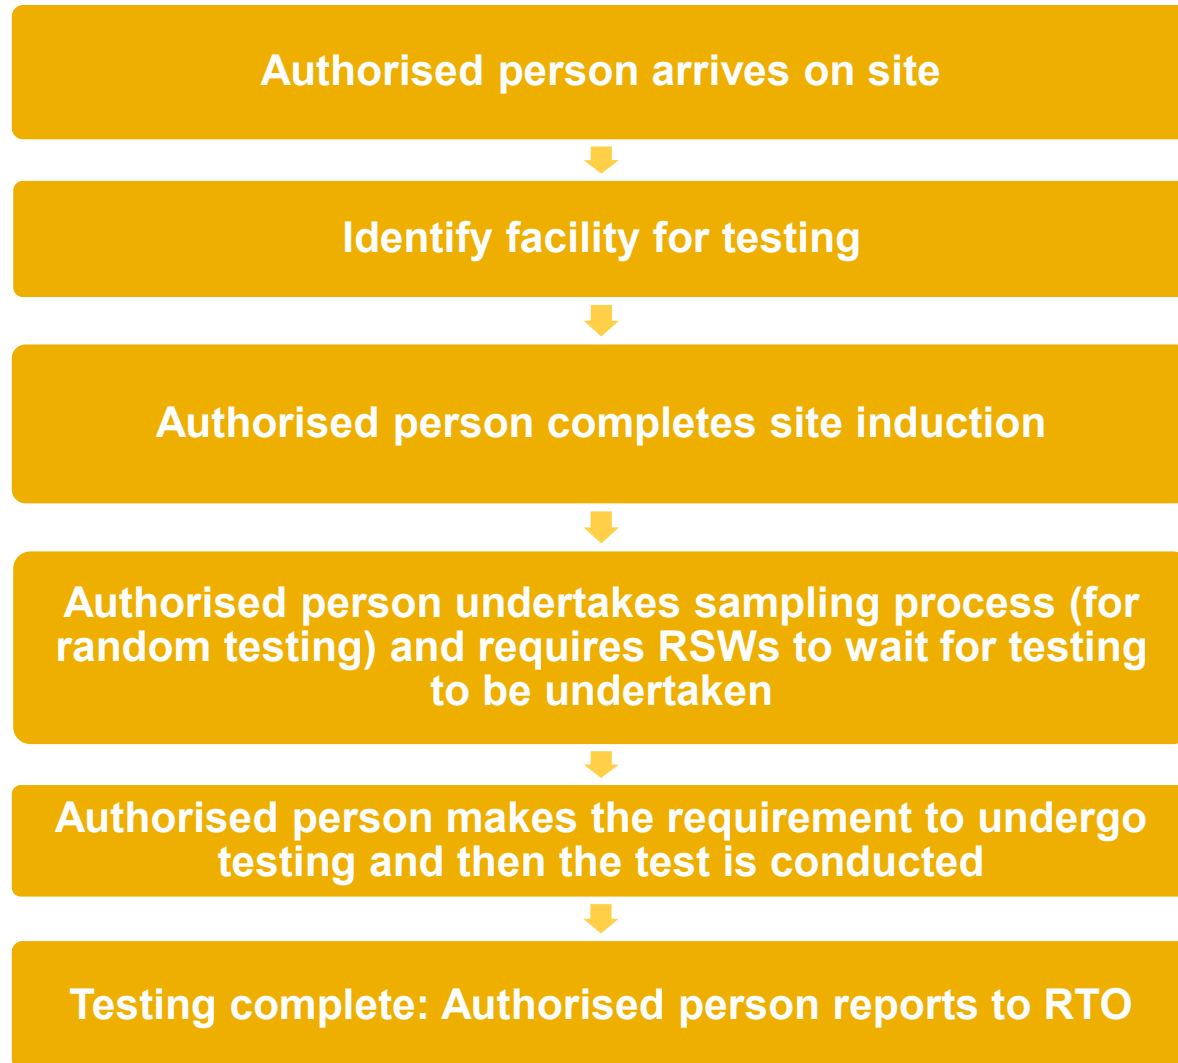 Authorised person arrives on site
Identify facility for testing
Authorised person completes site induction
Authorised person undertakes sampling process (for
random testing) and requires RSWs to wait for testing
to be undertaken
Authorised person makes the requirement to undergo
testing and then the test is conducted
Testing complete: Authorised person reports to RTO